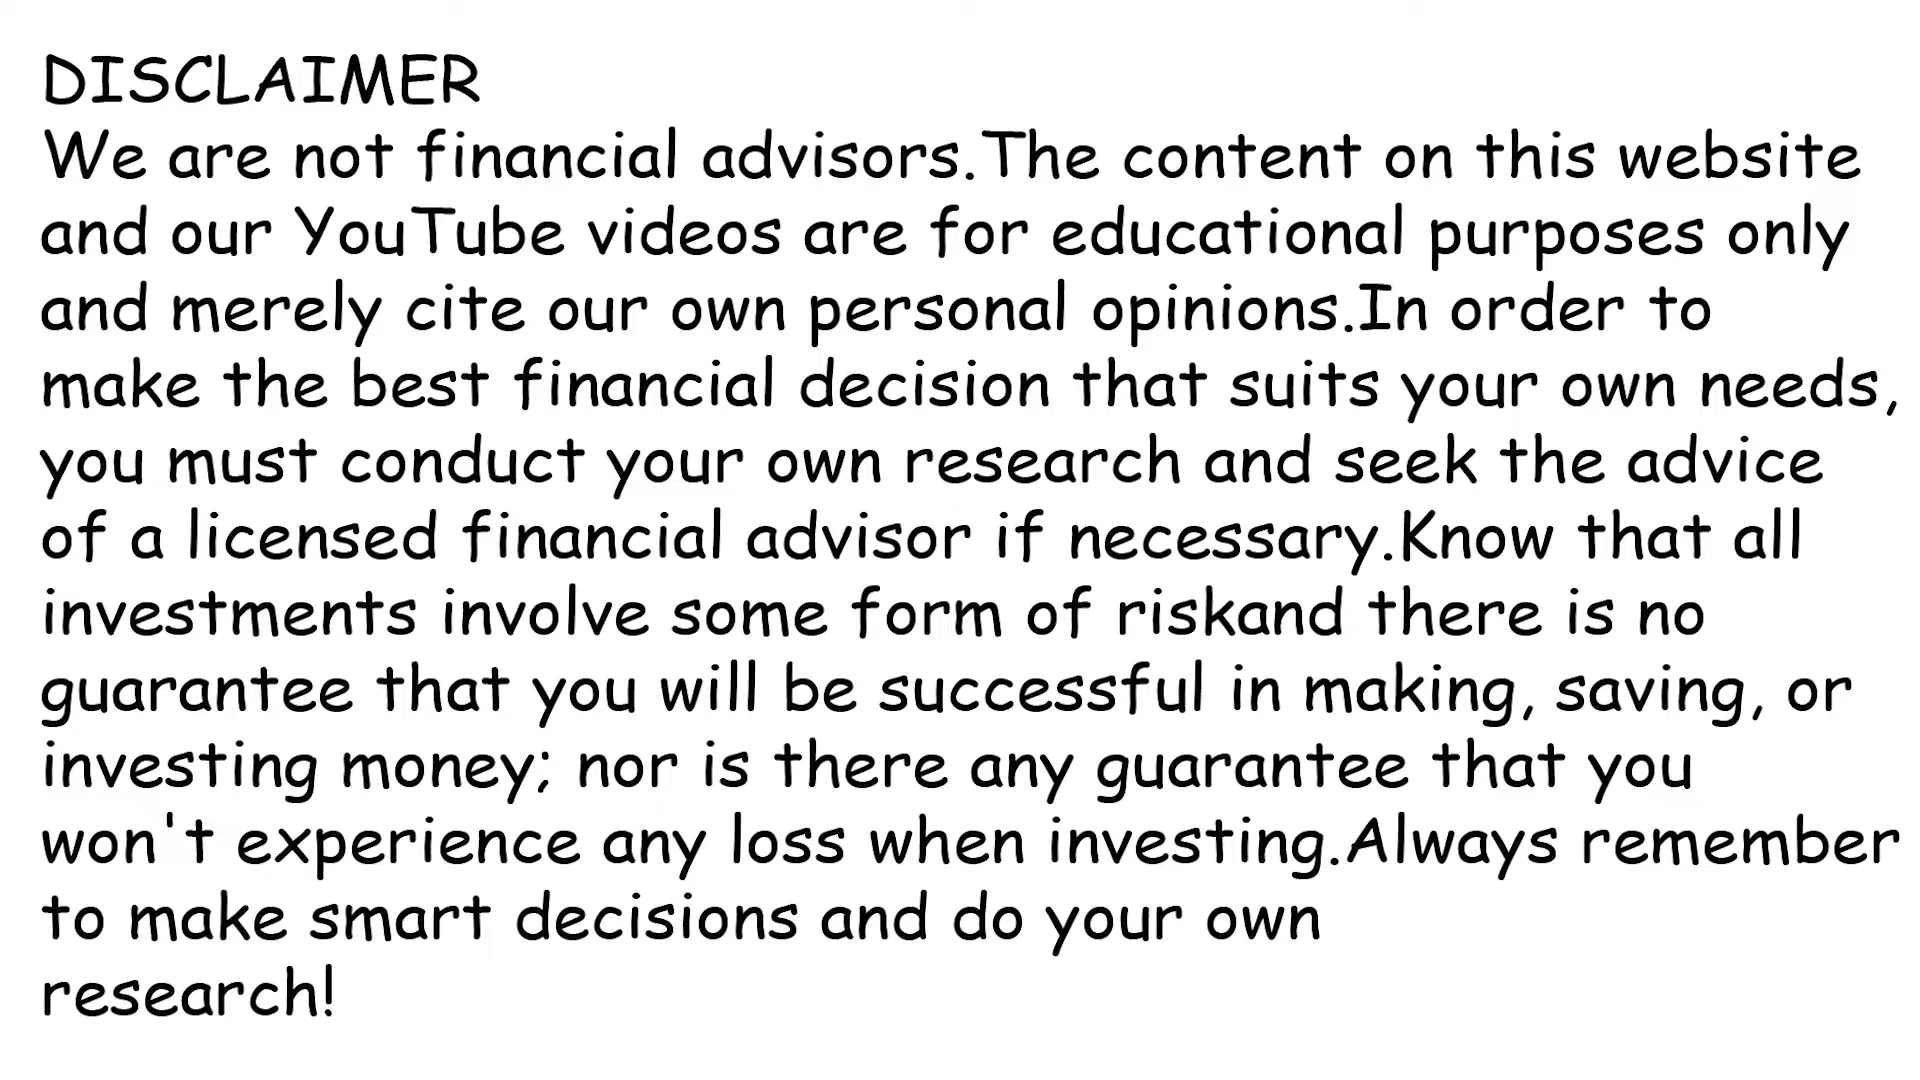 DISCLAIMER
We are not financial advisors.The content on this website
and our YouTube videos are for educational purposes only
and merely cite our own personal opinions.In order to
make the best financial decision that suits your own needs,
you must conduct your own research and seek the advice
of a licensed financial advisor if necessary.Know that all
investments involve some form of riskand there is no
guarantee that you will be successful in making, saving, or
investing money; nor is there any guarantee that you
won't experience any loss when investing.Always remember
to make smart decisions and do your own
research!